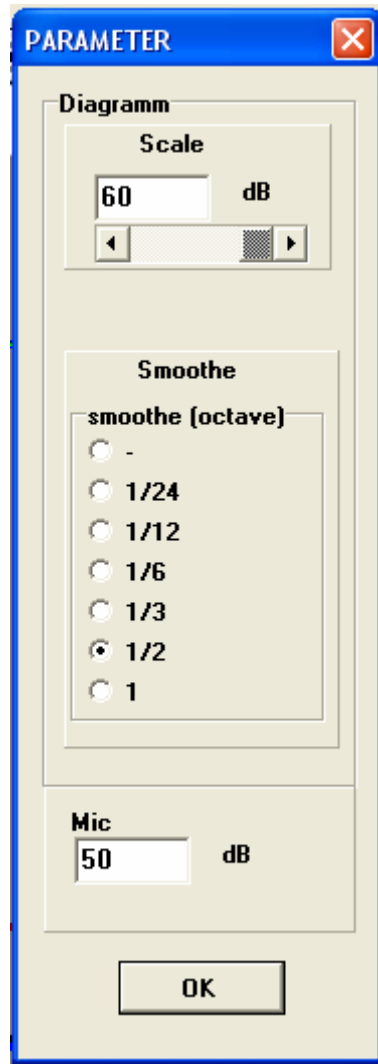 PARAMETER
Diagramm
Scale
60 dB
Smoothe
smoothe (octave)
-
1/24
1/12
1/6
1/3
1/2
1
Mic
50 dB
OK